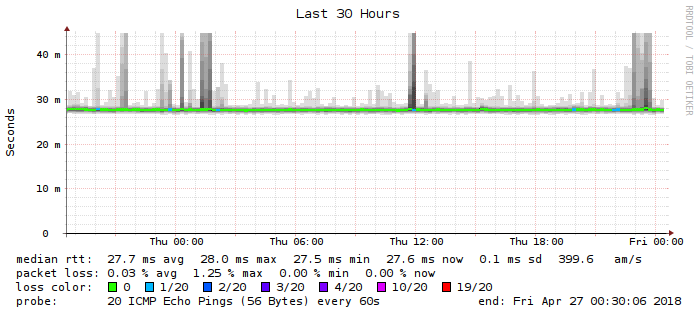 Last 30 Hours
RRDTOOL / TOBI OETIKER
Seconds
40 m
30 m
20 m
10 m
0
Thu 00:00 Thu 06:00 Thu 12:00 Thu 18:00 Fri 00:00
median rtt: 27.7 ms avg 28.0 ms max 27.5 ms min 27.6 ms now 0.1 ms sd 399.6 am/s
packet loss: 0.03 % avg 1.25 % max 0.00 % min 0.00 % now
loss color: 0 1/20 2/20 3/20 4/20 10/20 19/20
probe: 20 ICMP Echo Pings (56 Bytes) every 60s end: Fri Apr 27 00:30:06 2018